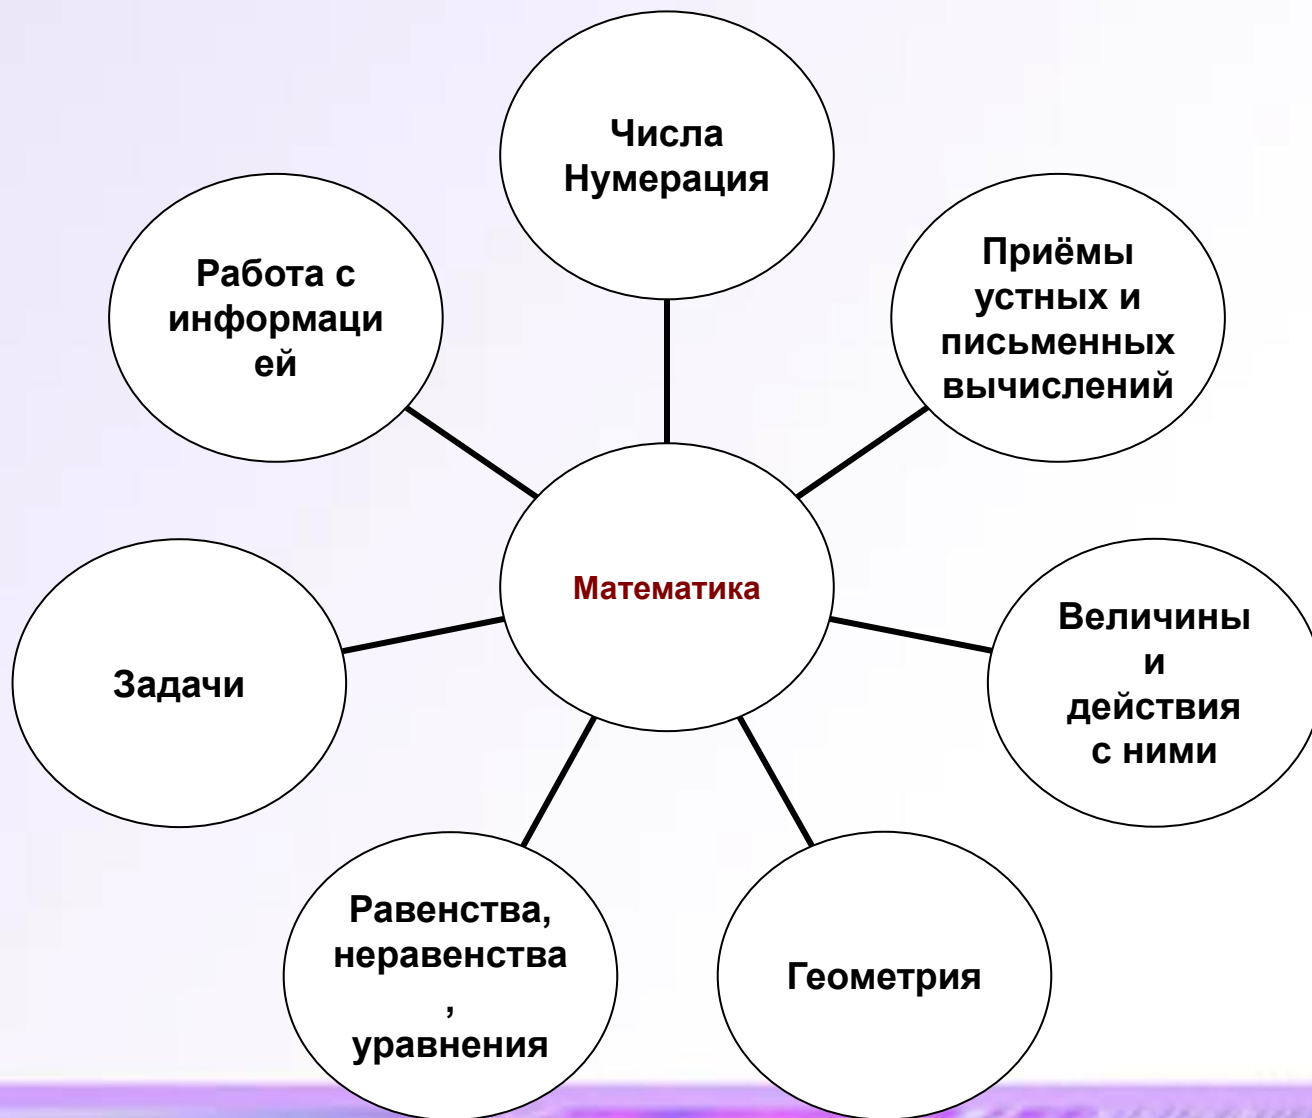 Числа
Нумерация
Приёмы
устных и
письменных
вычислений
Работа с
информаци
ей
Математика
Величины
и
действия
с ними
Задачи
Равенства,
неравенства
,
уравнения
Геометрия